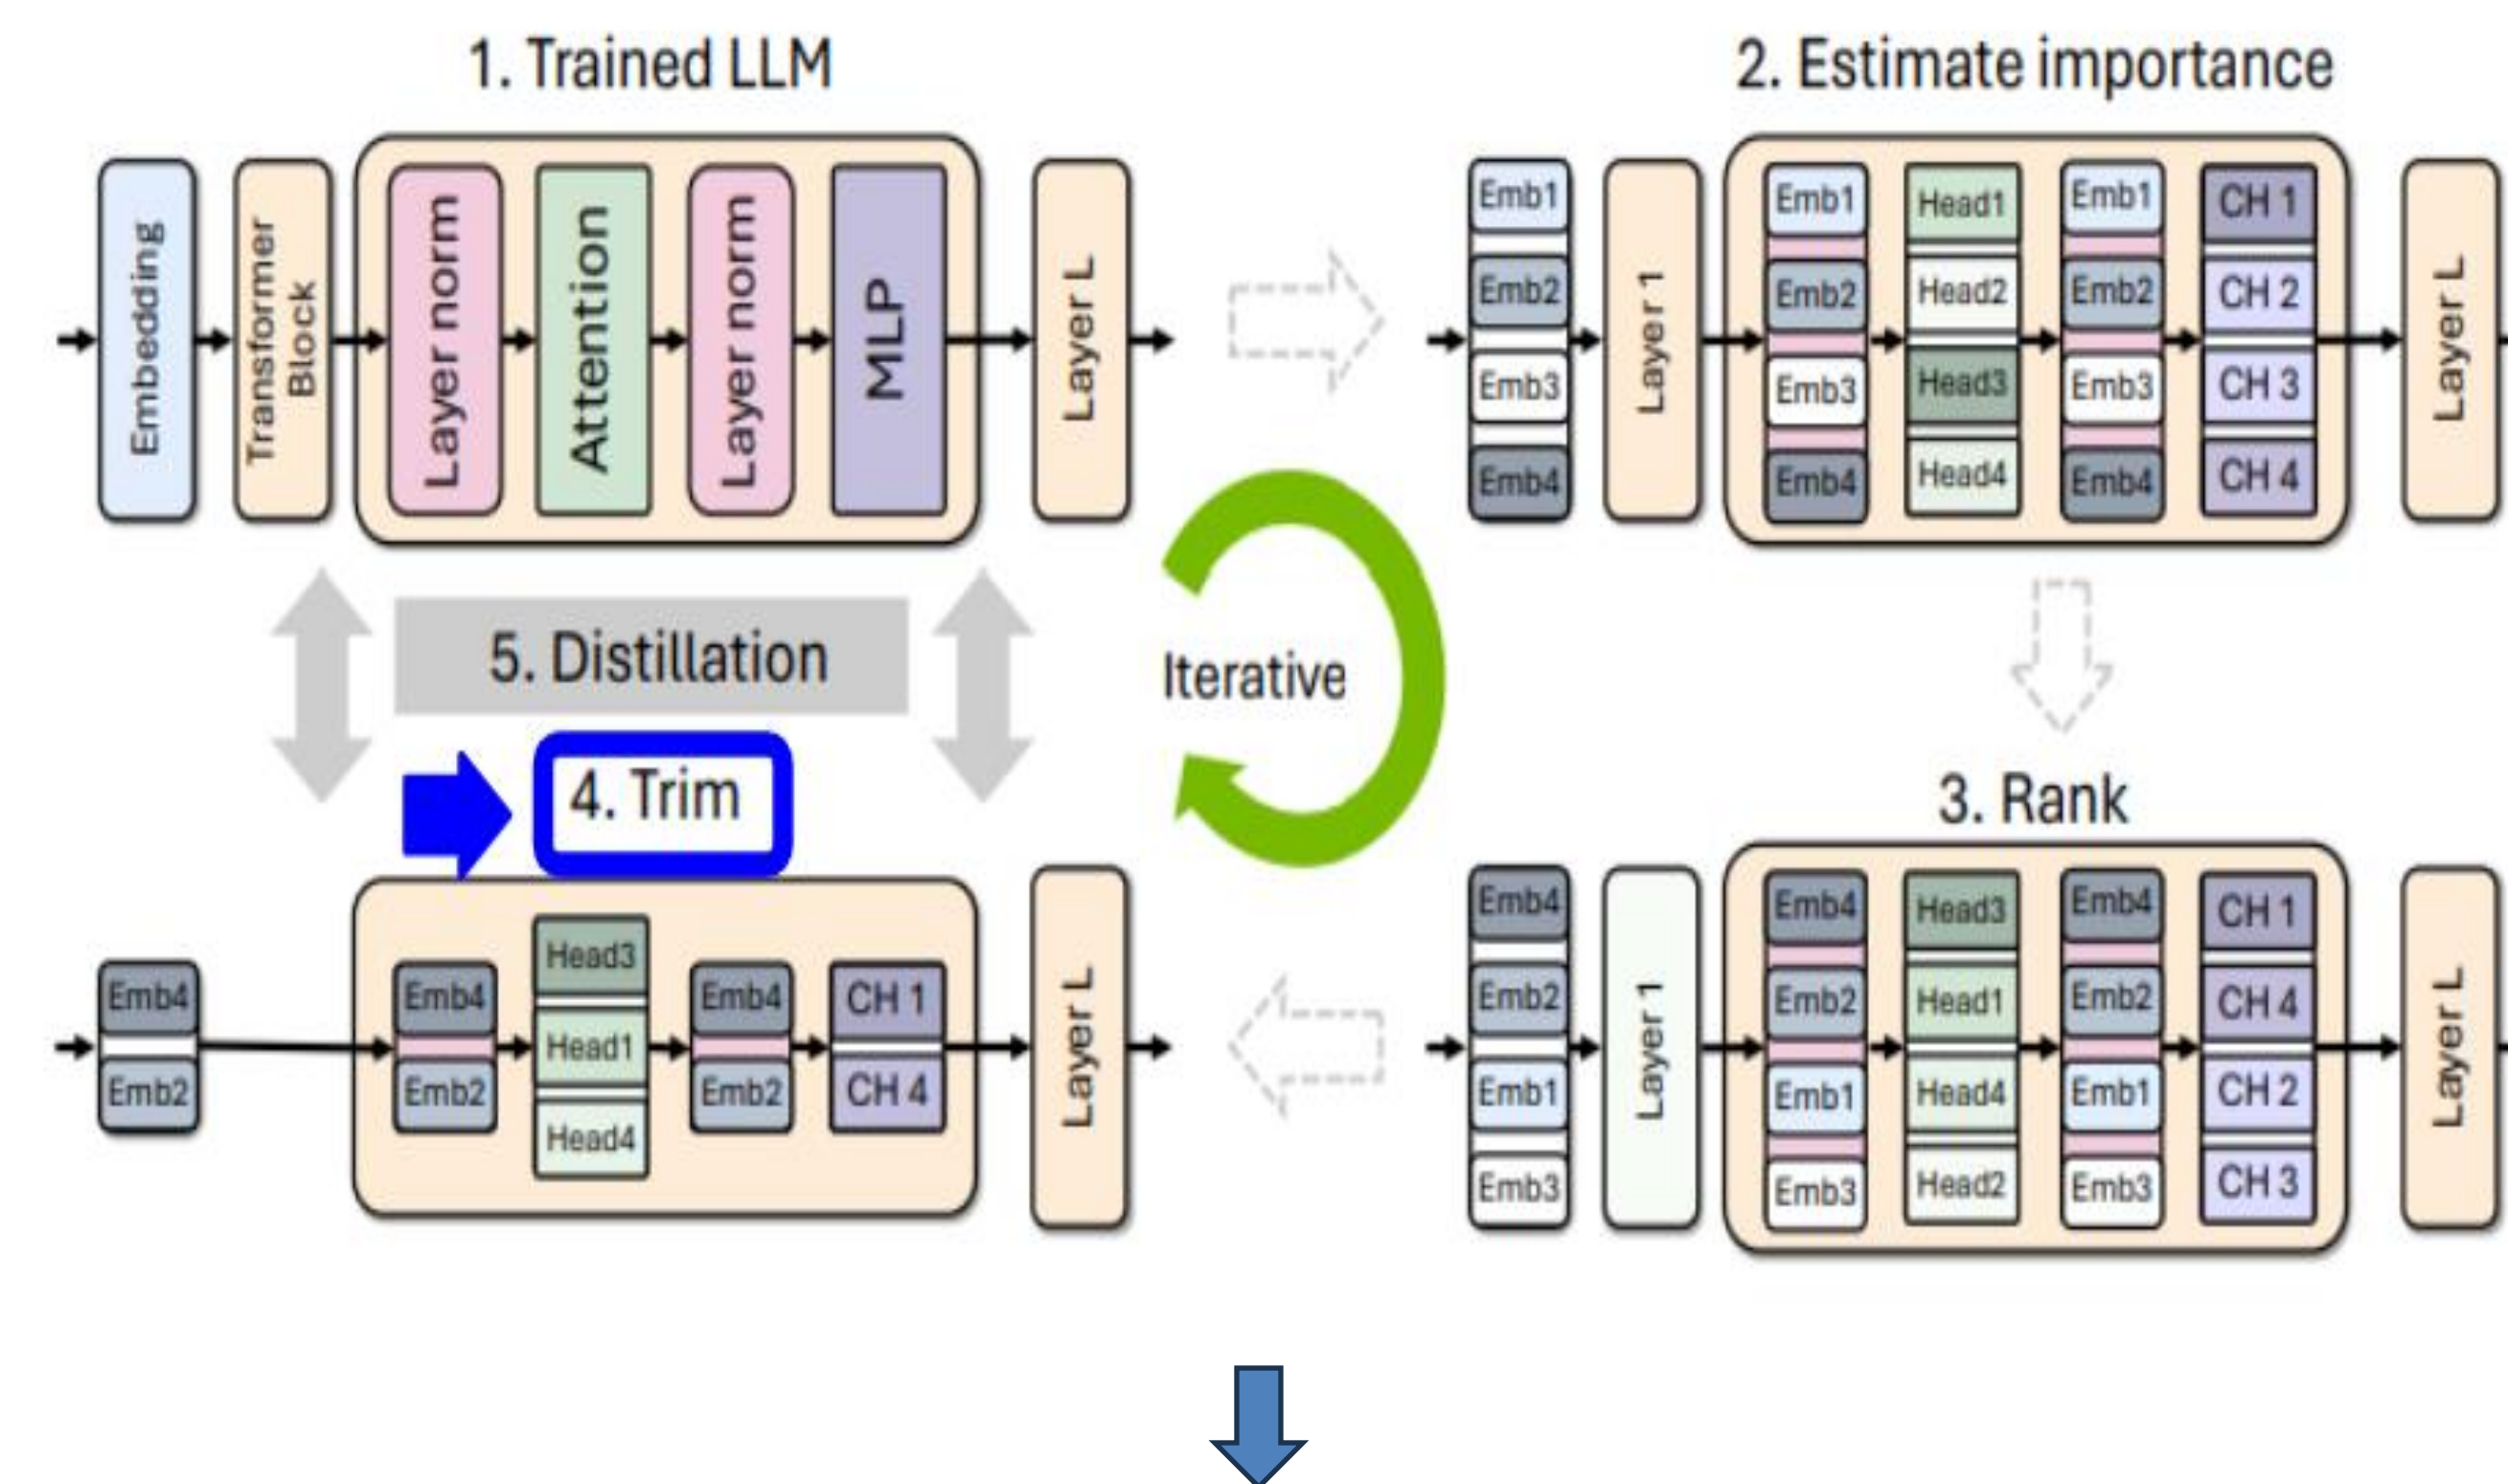 1. Trained LLM
Embedding
Transformer
Block
Layer norm
Attention
Layer norm
MLP
Layer L
2. Estimate importance
Emb1
Emb2
Emb3
Emb4
Layer 1
Emb1
Emb2
Emb3
Emb4
Head1
Head2
Head3
Head4
Emb1
Emb2
Emb3
Emb4
CH 1
CH 2
CH 3
CH 4
Layer L
5. Distillation
Iterative
4. Trim
Emb4
Emb2
Emb4
Emb2
Head3
Head1
Head4
Emb4
Emb2
CH 1
CH 4
Layer L
3. Rank
Emb4
Emb2
Emb1
Emb3
Layer 1
Emb4
Emb2
Emb1
Emb3
Head3
Head1
Head4
Head2
Emb4
Emb2
Emb1
Emb3
CH 1
CH 4
CH 2
CH 3
Layer L